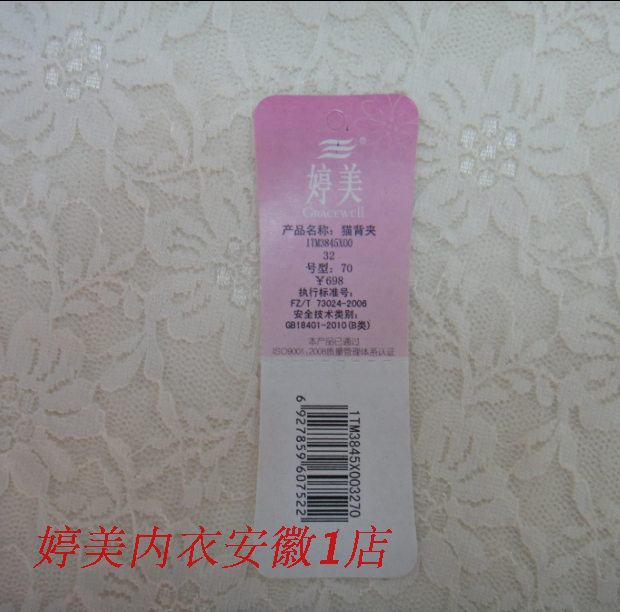 婷美®
GRACEWELL
产品名称：猫背夹
1TM3845X00
32
号型：70
￥698
执行标准号：
FZ/T 73024-2006
安全技术类别：
GB18401-2010(B类)
本产品已通过
ISO9001：2008质量管理体系认证
1TM3845X003270
6927859607522
婷美内衣安徽1店